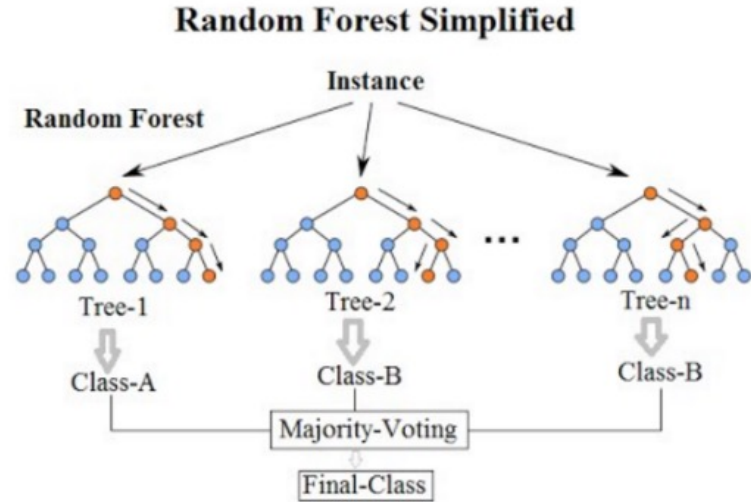 Random Forest Simplified
Instance
Random Forest
...
Tree-1
Tree-2
Tree-n
Class-A
Class-B
Class-B
Majority-Voting
Final-Class